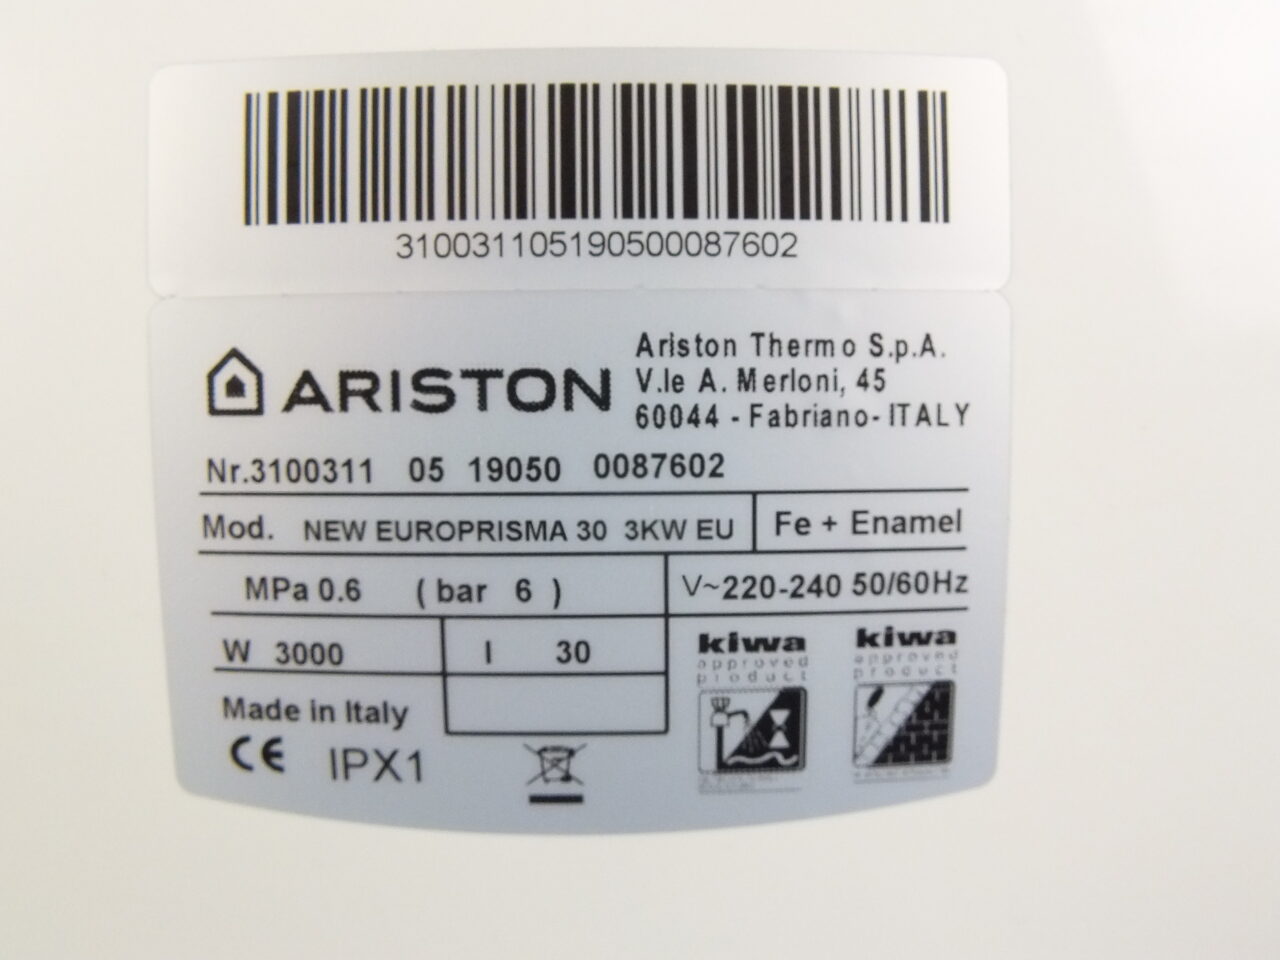 310031105190500087602
ARISTON
Ariston Thermo S.p.A.
V.le A. Merloni, 45
60044 - Fabriano- ITALY
Nr.3100311 05 19050 0087602
Mod. NEW EUROPRISMA 30 3KW EU
Fe + Enamel
MPa 0.6 ( bar 6 )
V~220-240 50/60Hz
W 3000
l 30
Made in Italy
CE IPX1
kiwa
approved
product
kiwa
approved
product